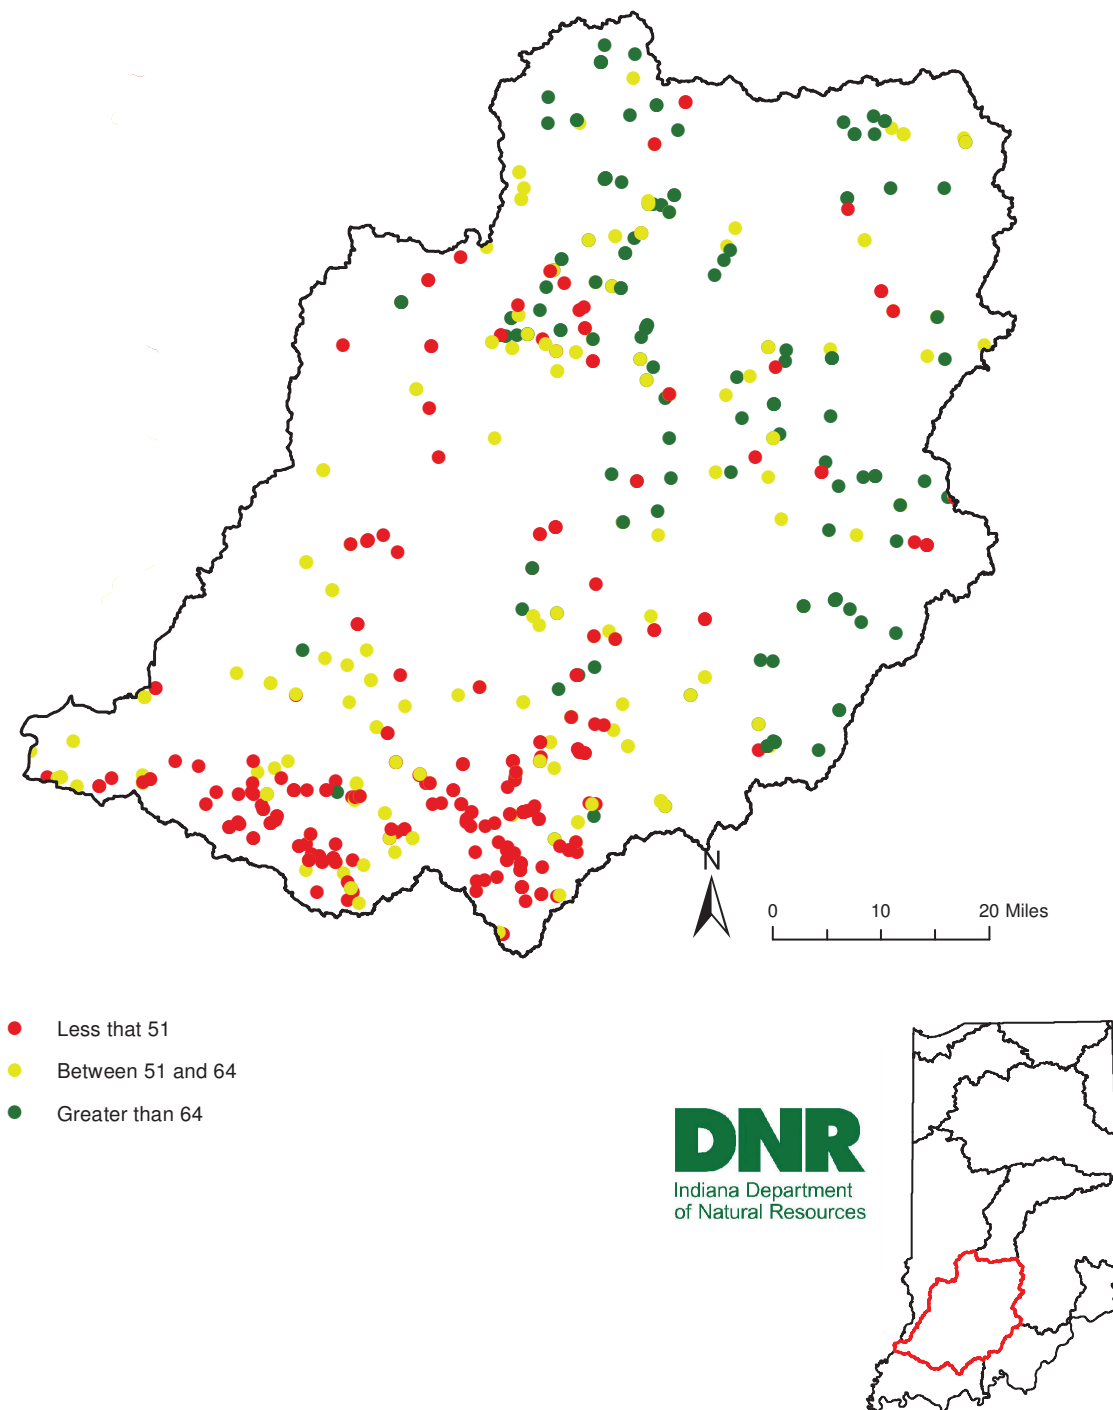 N
0 10 20 Miles
Less that 51
Between 51 and 64
Greater than 64
DNR
Indiana Department
of Natural Resources